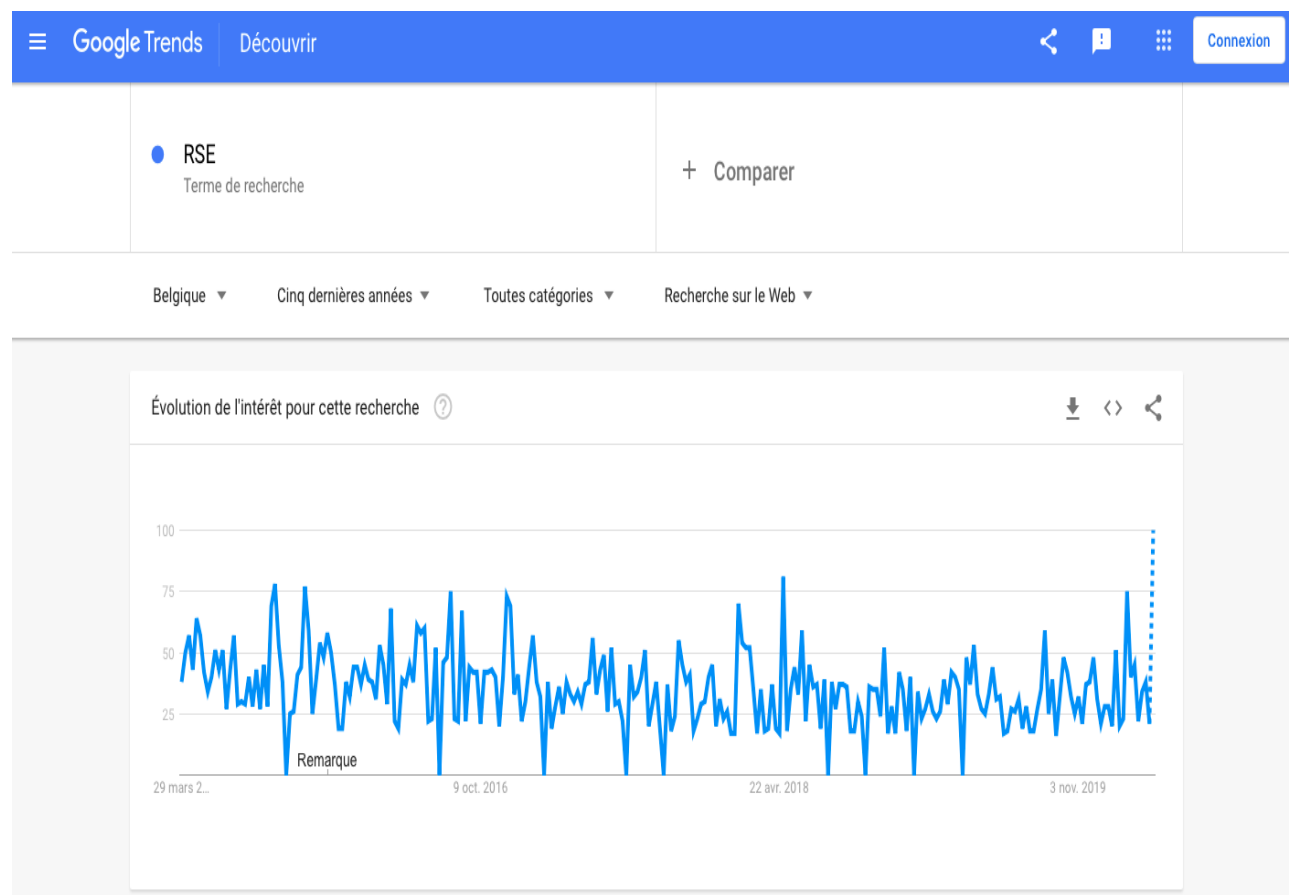 Google Trends Découvrir Connexion
RSE
Terme de recherche
+ Comparer
Belgique Cinq dernières années Toutes catégories Recherche sur le Web
Évolution de l'intérêt pour cette recherche ?
100
75
50
25
Remarque
29 mars 2... 9 oct. 2016 22 avr. 2018 3 nov. 2019